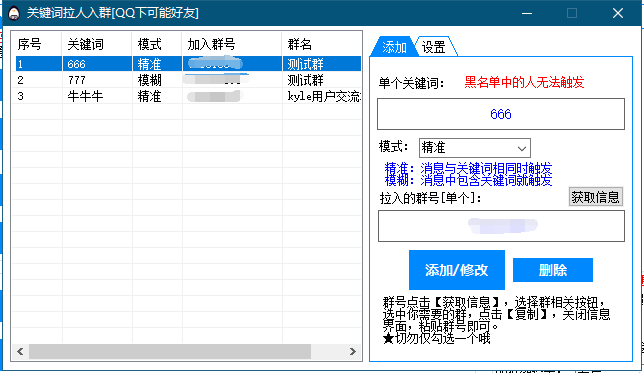 关键词拉人入群[QQ下可能好友]
序号 关键词 模式 加入群号 群名
1 666 精准 测试群
2 777 模糊 测试群
3 牛牛牛 精准 kyle用户交流
添加 设置
单个关键词： 黑名单中的人无法触发
666
模式： 精准
精准：消息与关键词相同时触发
模糊：消息中包含关键词就触发
拉入的群号[单个]： 获取信息
添加/修改 删除
群号点击【获取信息】，选择群相关按钮，
选中你需要的群，点击【复制】，关闭信息
界面，粘贴群号即可。
★切勿仅勾选一个哦